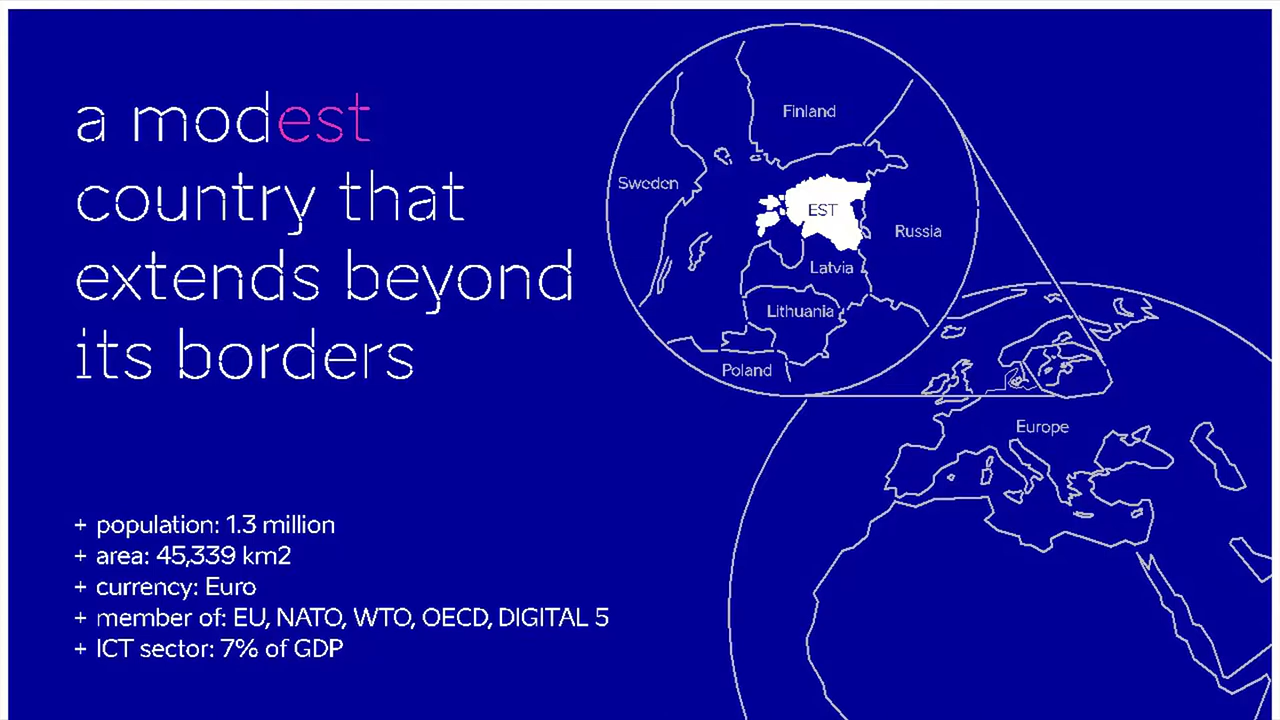 a modest
country that
extends beyond
its borders
+ population: 1.3 million
+ area: 45,339 km2
+ currency: Euro
+ member of: EU, NATO, WTO, OECD, DIGITAL 5
+ ICT sector: 7% of GDP
Finland
Sweden
EST
Russia
Latvia
Lithuania
Poland
Europe